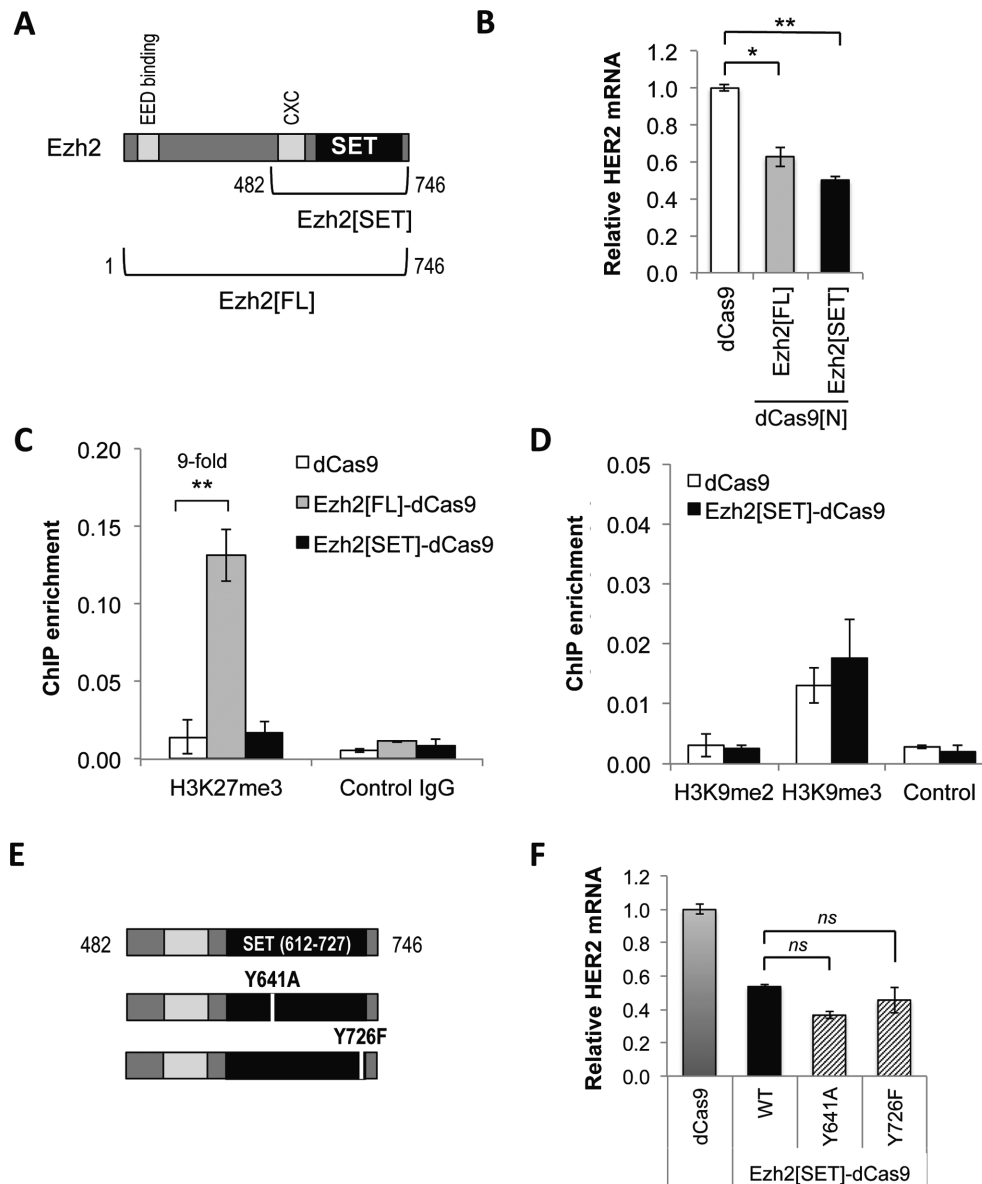 A
EED binding
CXC
Ezh2
SET
482
746
Ezh2[SET]
1
746
Ezh2[FL]
B
Relative HER2 mRNA
1.2
1.0
0.8
0.6
0.4
0.2
0.0
*
**
dCas9
Ezh2[FL]
Ezh2[SET]
dCas9[N]
C
ChIP enrichment
0.20
0.15
0.10
0.05
0.00
9-fold
**
dCas9
Ezh2[FL]-dCas9
Ezh2[SET]-dCas9
H3K27me3
Control IgG
D
ChIP enrichment
0.05
0.04
0.03
0.02
0.01
0.00
dCas9
Ezh2[SET]-dCas9
H3K9me2
H3K9me3
Control
E
482
SET (612-727)
746
Y641A
Y726F
F
Relative HER2 mRNA
1.2
1.0
0.8
0.6
0.4
0.2
0.0
ns
ns
dCas9
WT
Y641A
Y726F
Ezh2[SET]-dCas9